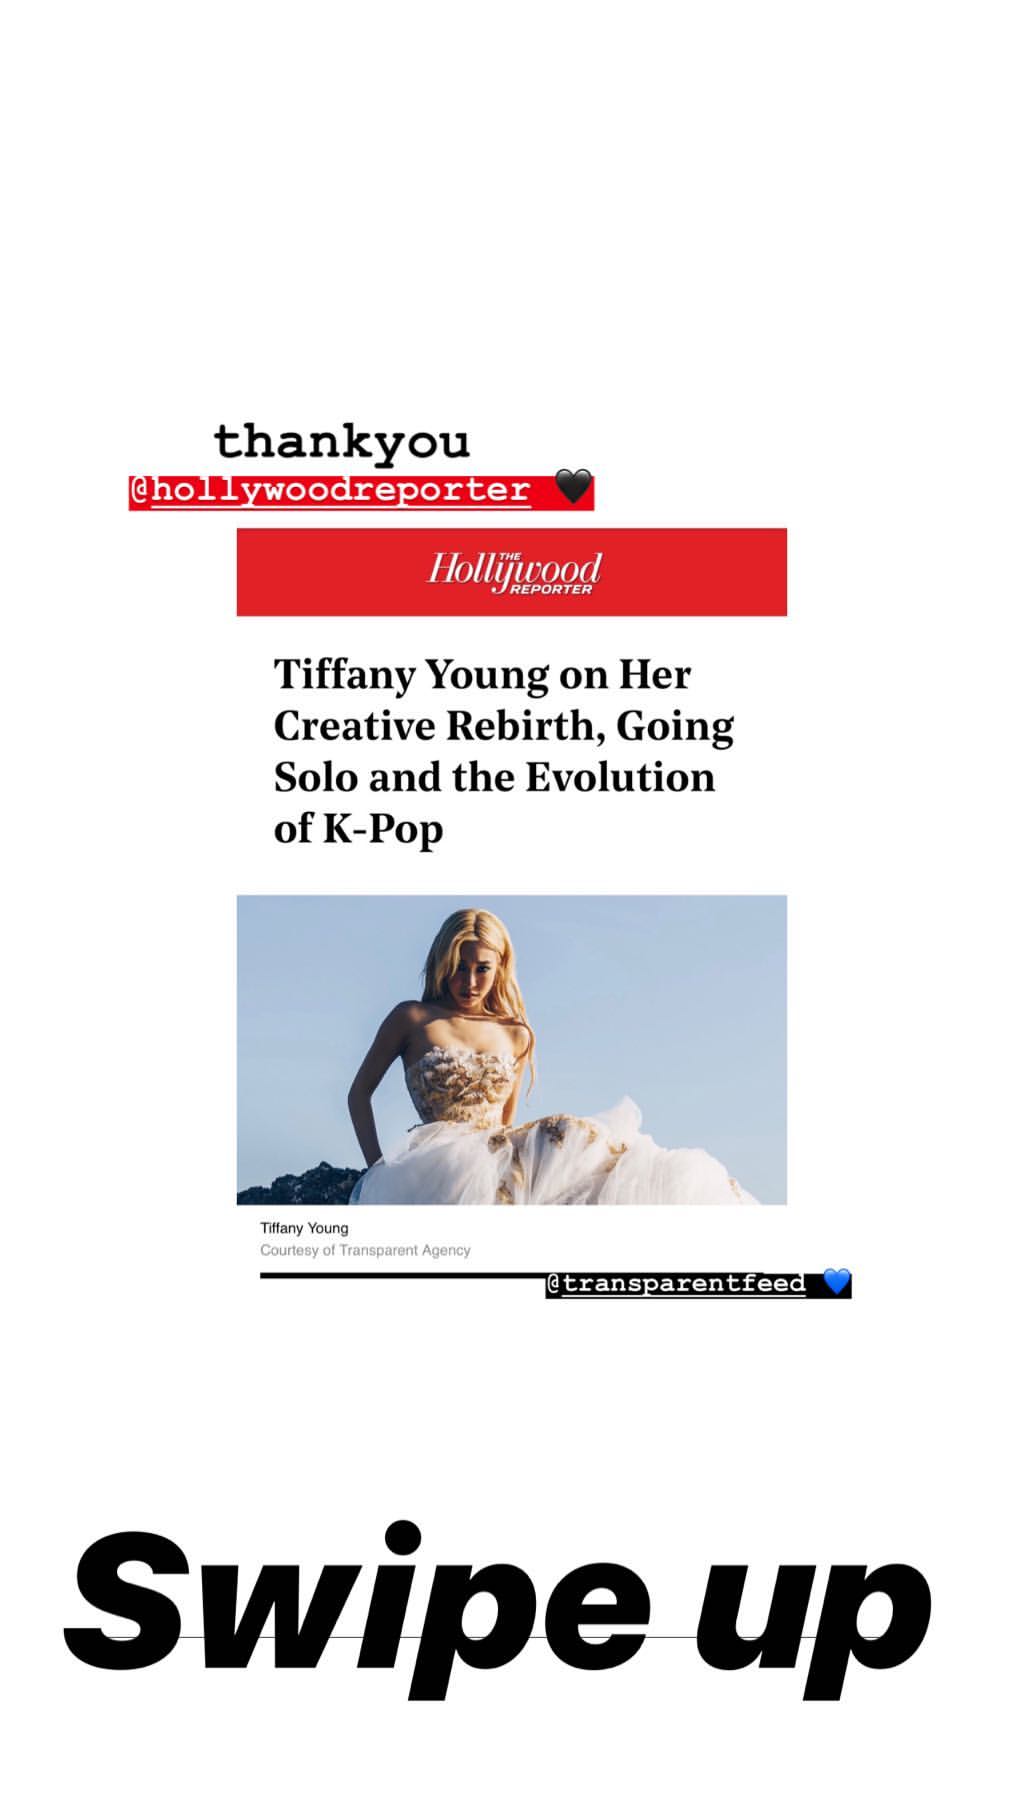 thankyou
@hollywoodreporter 🖤
THE
Hollywood
REPORTER
Tiffany Young on Her
Creative Rebirth, Going
Solo and the Evolution
of K-Pop
Tiffany Young
Courtesy of Transparent Agency
@transparentfeed 💙
Swipe up